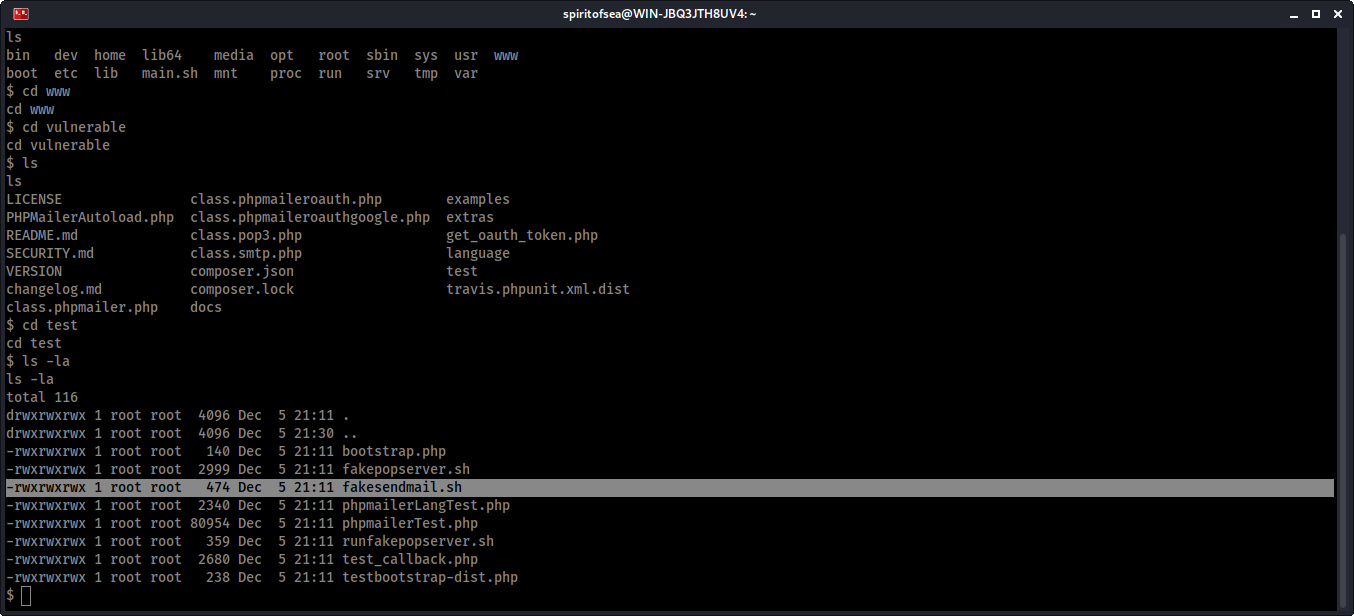 spiritofsea@WIN-JBQ3JTH8UV4: ~
ls
bin   dev  home  lib64    media  opt   root  sbin  sys  usr  www
boot  etc  lib   main.sh  mnt    proc  run   srv   tmp  var
$ cd www
cd www
$ cd vulnerable
cd vulnerable
$ ls
ls
LICENSE                class.phpmaileroauth.php        examples
PHPMailerAutoload.php  class.phpmaileroauthgoogle.php  extras
README.md              class.pop3.php                  get_oauth_token.php
SECURITY.md            class.smtp.php                  language
VERSION                composer.json                   test
changelog.md           composer.lock                   travis.phpunit.xml.dist
class.phpmailer.php    docs
$ cd test
cd test
$ ls -la
ls -la
total 116
drwxrwxrwx 1 root root  4096 Dec  5 21:11 .
drwxrwxrwx 1 root root  4096 Dec  5 21:30 ..
-rwxrwxrwx 1 root root   140 Dec  5 21:11 bootstrap.php
-rwxrwxrwx 1 root root  2999 Dec  5 21:11 fakepopserver.sh
-rwxrwxrwx 1 root root   474 Dec  5 21:11 fakesendmail.sh
-rwxrwxrwx 1 root root  2340 Dec  5 21:11 phpmailerLangTest.php
-rwxrwxrwx 1 root root 80954 Dec  5 21:11 phpmailerTest.php
-rwxrwxrwx 1 root root   359 Dec  5 21:11 runfakepopserver.sh
-rwxrwxrwx 1 root root  2680 Dec  5 21:11 test_callback.php
-rwxrwxrwx 1 root root   238 Dec  5 21:11 testbootstrap-dist.php
$